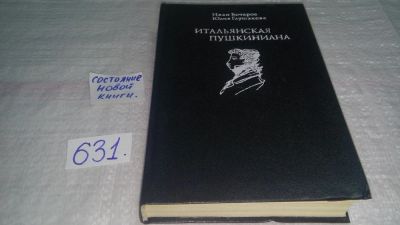 Иван Бочаров
Юлия Глушакова
ИТАЛЬЯНСКАЯ
ПУШКИНИАНА
состояние
новой
книги.
631.